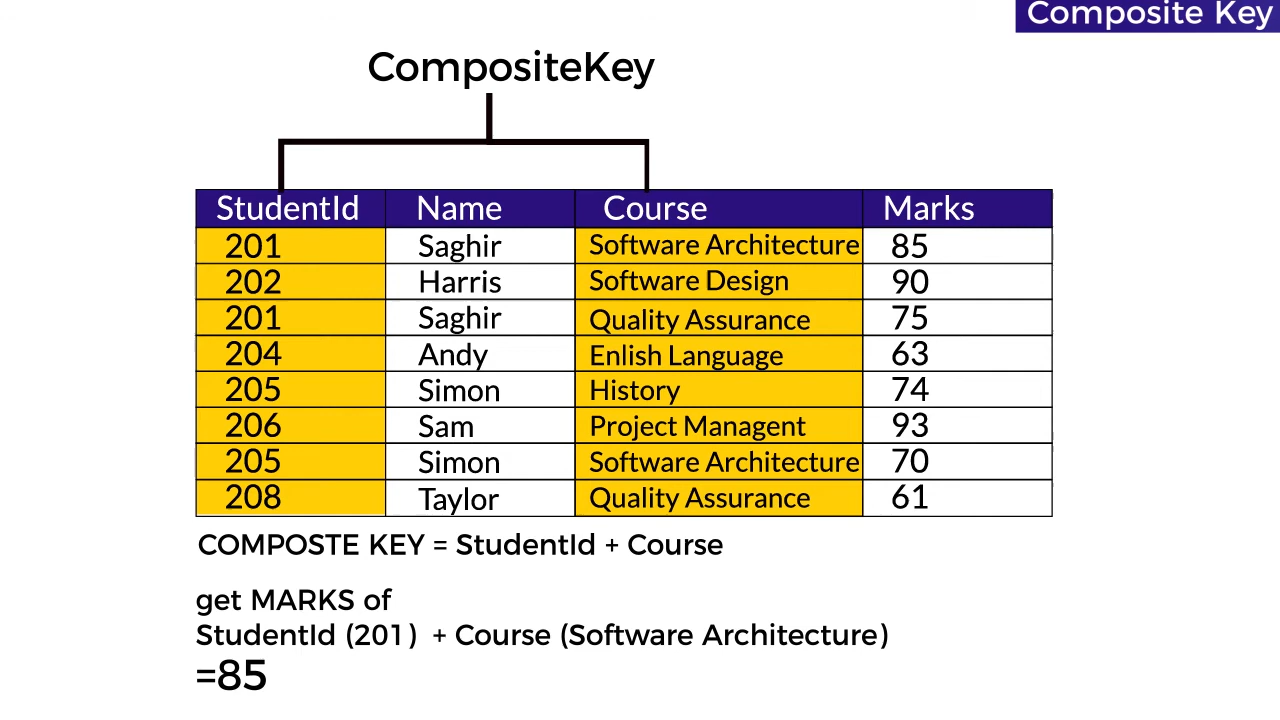 Composite Key
CompositeKey
StudentId Name Course Marks
201 Saghir Software Architecture 85
202 Harris Software Design 90
201 Saghir Quality Assurance 75
204 Andy Enlish Language 63
205 Simon History 74
206 Sam Project Managent 93
205 Simon Software Architecture 70
208 Taylor Quality Assurance 61
COMPOSTE KEY = StudentId + Course
get MARKS of
StudentId (201) + Course (Software Architecture)
=85